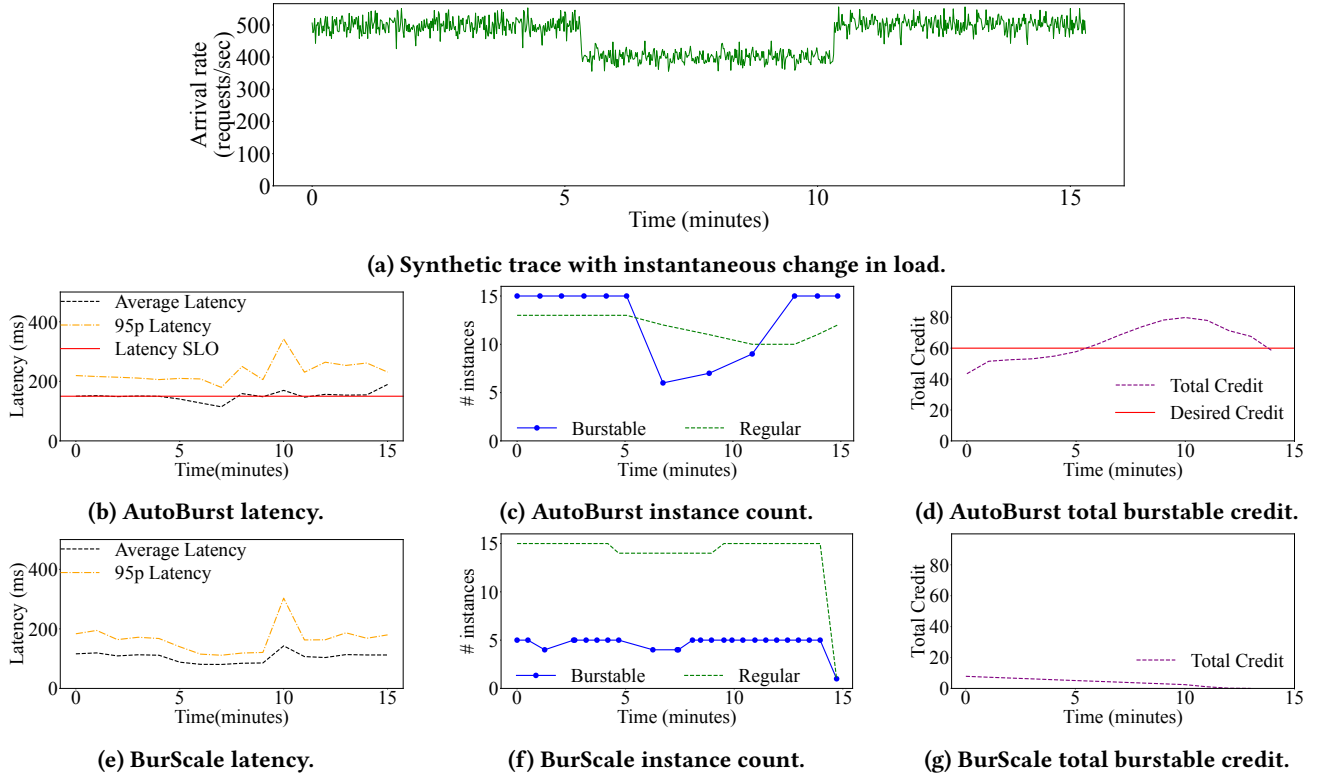 500
400
300
200
100
0
Arrival rate
(requests/sec)
0 5 10 15
Time (minutes)
(a) Synthetic trace with instantaneous change in load.
400
200
0
Latency (ms)
Average Latency
95p Latency
Latency SLO
0 5 10 15
Time(minutes)
(b) AutoBurst latency.
15
10
5
0
# instances
Burstable Regular
0 5 10 15
Time (minutes)
(c) AutoBurst instance count.
80
60
40
20
0
Total Credit
Total Credit
Desired Credit
0 5 10 15
Time (minutes)
(d) AutoBurst total burstable credit.
400
200
0
Latency (ms)
Average Latency
95p Latency
0 5 10 15
Time(minutes)
(e) BurScale latency.
15
10
5
0
# instances
Burstable Regular
0 5 10 15
Time (minutes)
(f) BurScale instance count.
80
60
40
20
0
Total Credit
Total Credit
0 5 10 15
Time (minutes)
(g) BurScale total burstable credit.